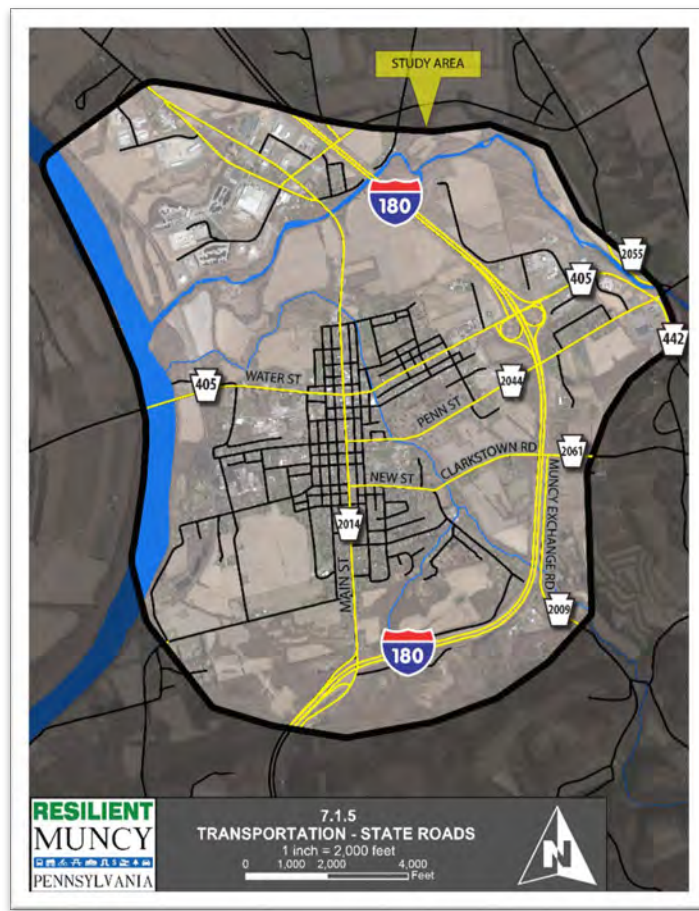 STUDY AREA
180
2055
405
442
WATER ST
405
PENN ST
2044
CLARKSTOWN RD
2061
NEW ST
MUNCY EXCHANGE RD
2014
MAIN ST
2009
180
RESILIENT
MUNCY
PENNSYLVANIA
7.1.5
TRANSPORTATION - STATE ROADS
1 inch = 2,000 feet
0 1,000 2,000 4,000
Feet
N